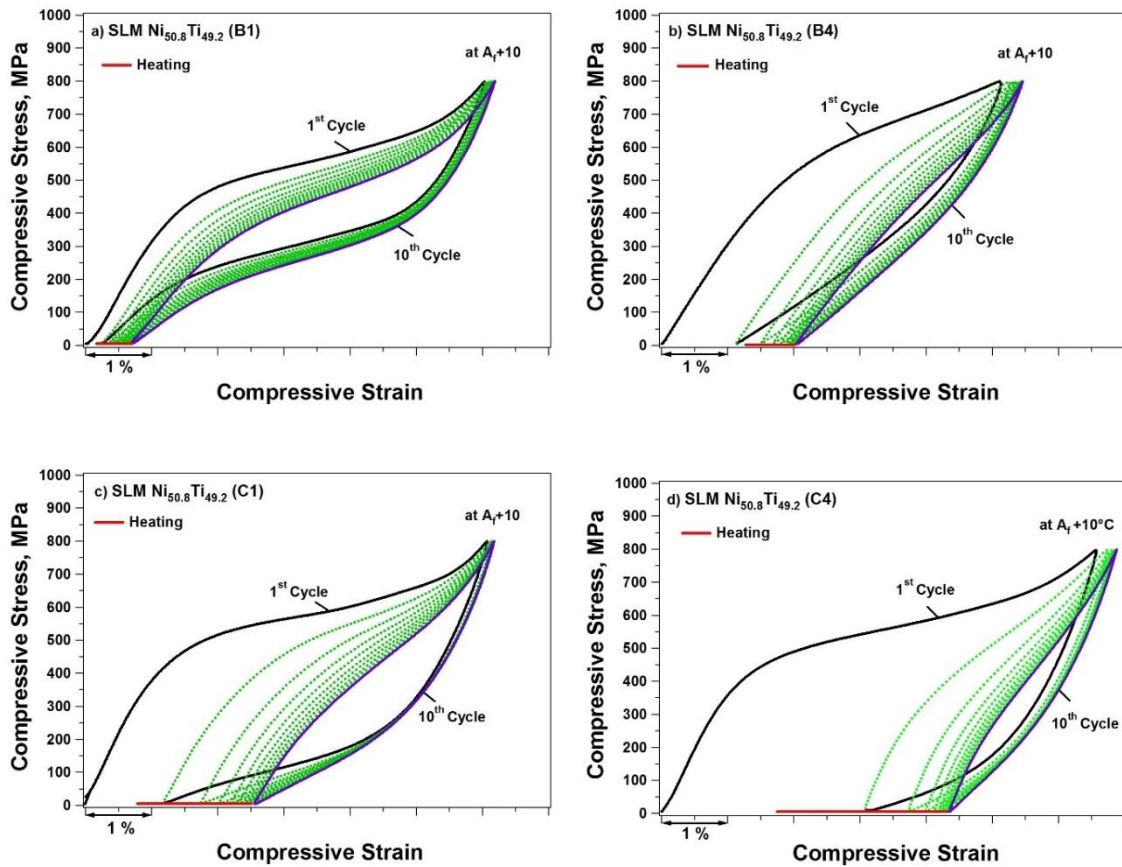 a) SLM Ni50.8Ti49.2 (B1)
Heating
at Af+10
1st Cycle
10th Cycle
1000
900
800
700
600
500
400
300
200
100
0
1 %
Compressive Stress, MPa
Compressive Strain
b) SLM Ni50.8Ti49.2 (B4)
Heating
at Af+10
1st Cycle
10th Cycle
1000
900
800
700
600
500
400
300
200
100
0
1 %
Compressive Stress, MPa
Compressive Strain
c) SLM Ni50.8Ti49.2 (C1)
Heating
at Af+10
1st Cycle
10th Cycle
1000
900
800
700
600
500
400
300
200
100
0
1 %
Compressive Stress, MPa
Compressive Strain
d) SLM Ni50.8Ti49.2 (C4)
Heating
at Af +10°C
1st Cycle
10th Cycle
1000
900
800
700
600
500
400
300
200
100
0
1 %
Compressive Stress, MPa
Compressive Strain